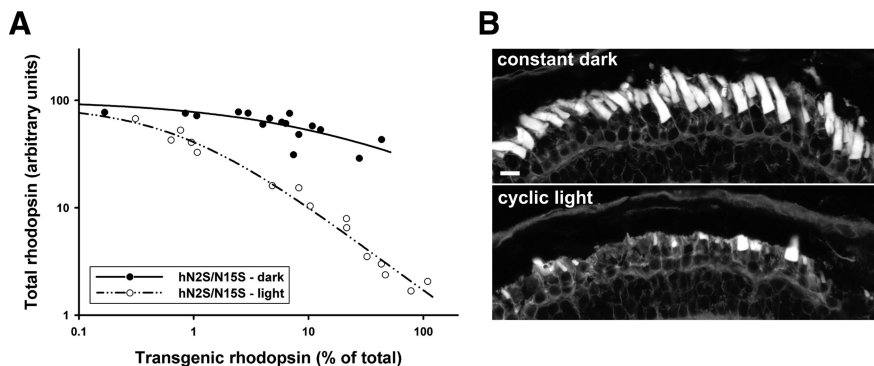 A
Total rhodopsin (arbitrary units)
100
10
1
hN2S/N15S - dark
hN2S/N15S - light
0.1
1
10
100
Transgenic rhodopsin (% of total)
B
constant dark
cyclic light